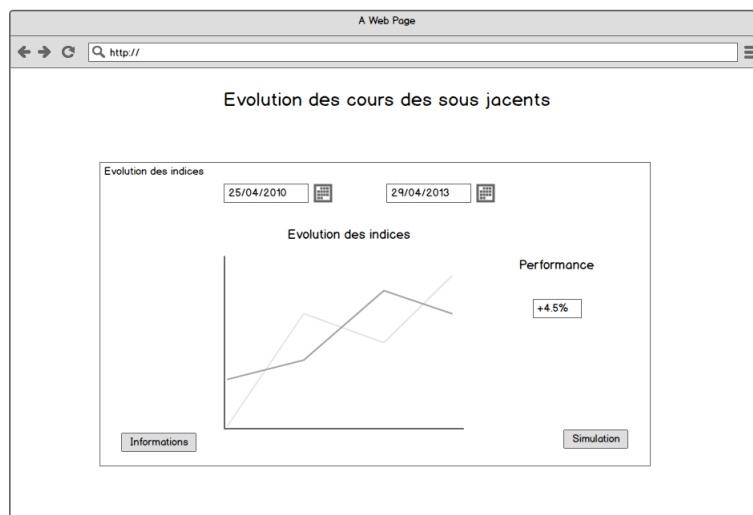 A Web Page
http://
Evolution des cours des sous jacents
Evolution des indices
25/04/2010
29/04/2013
Evolution des indices
Performance
+4.5%
Informations
Simulation